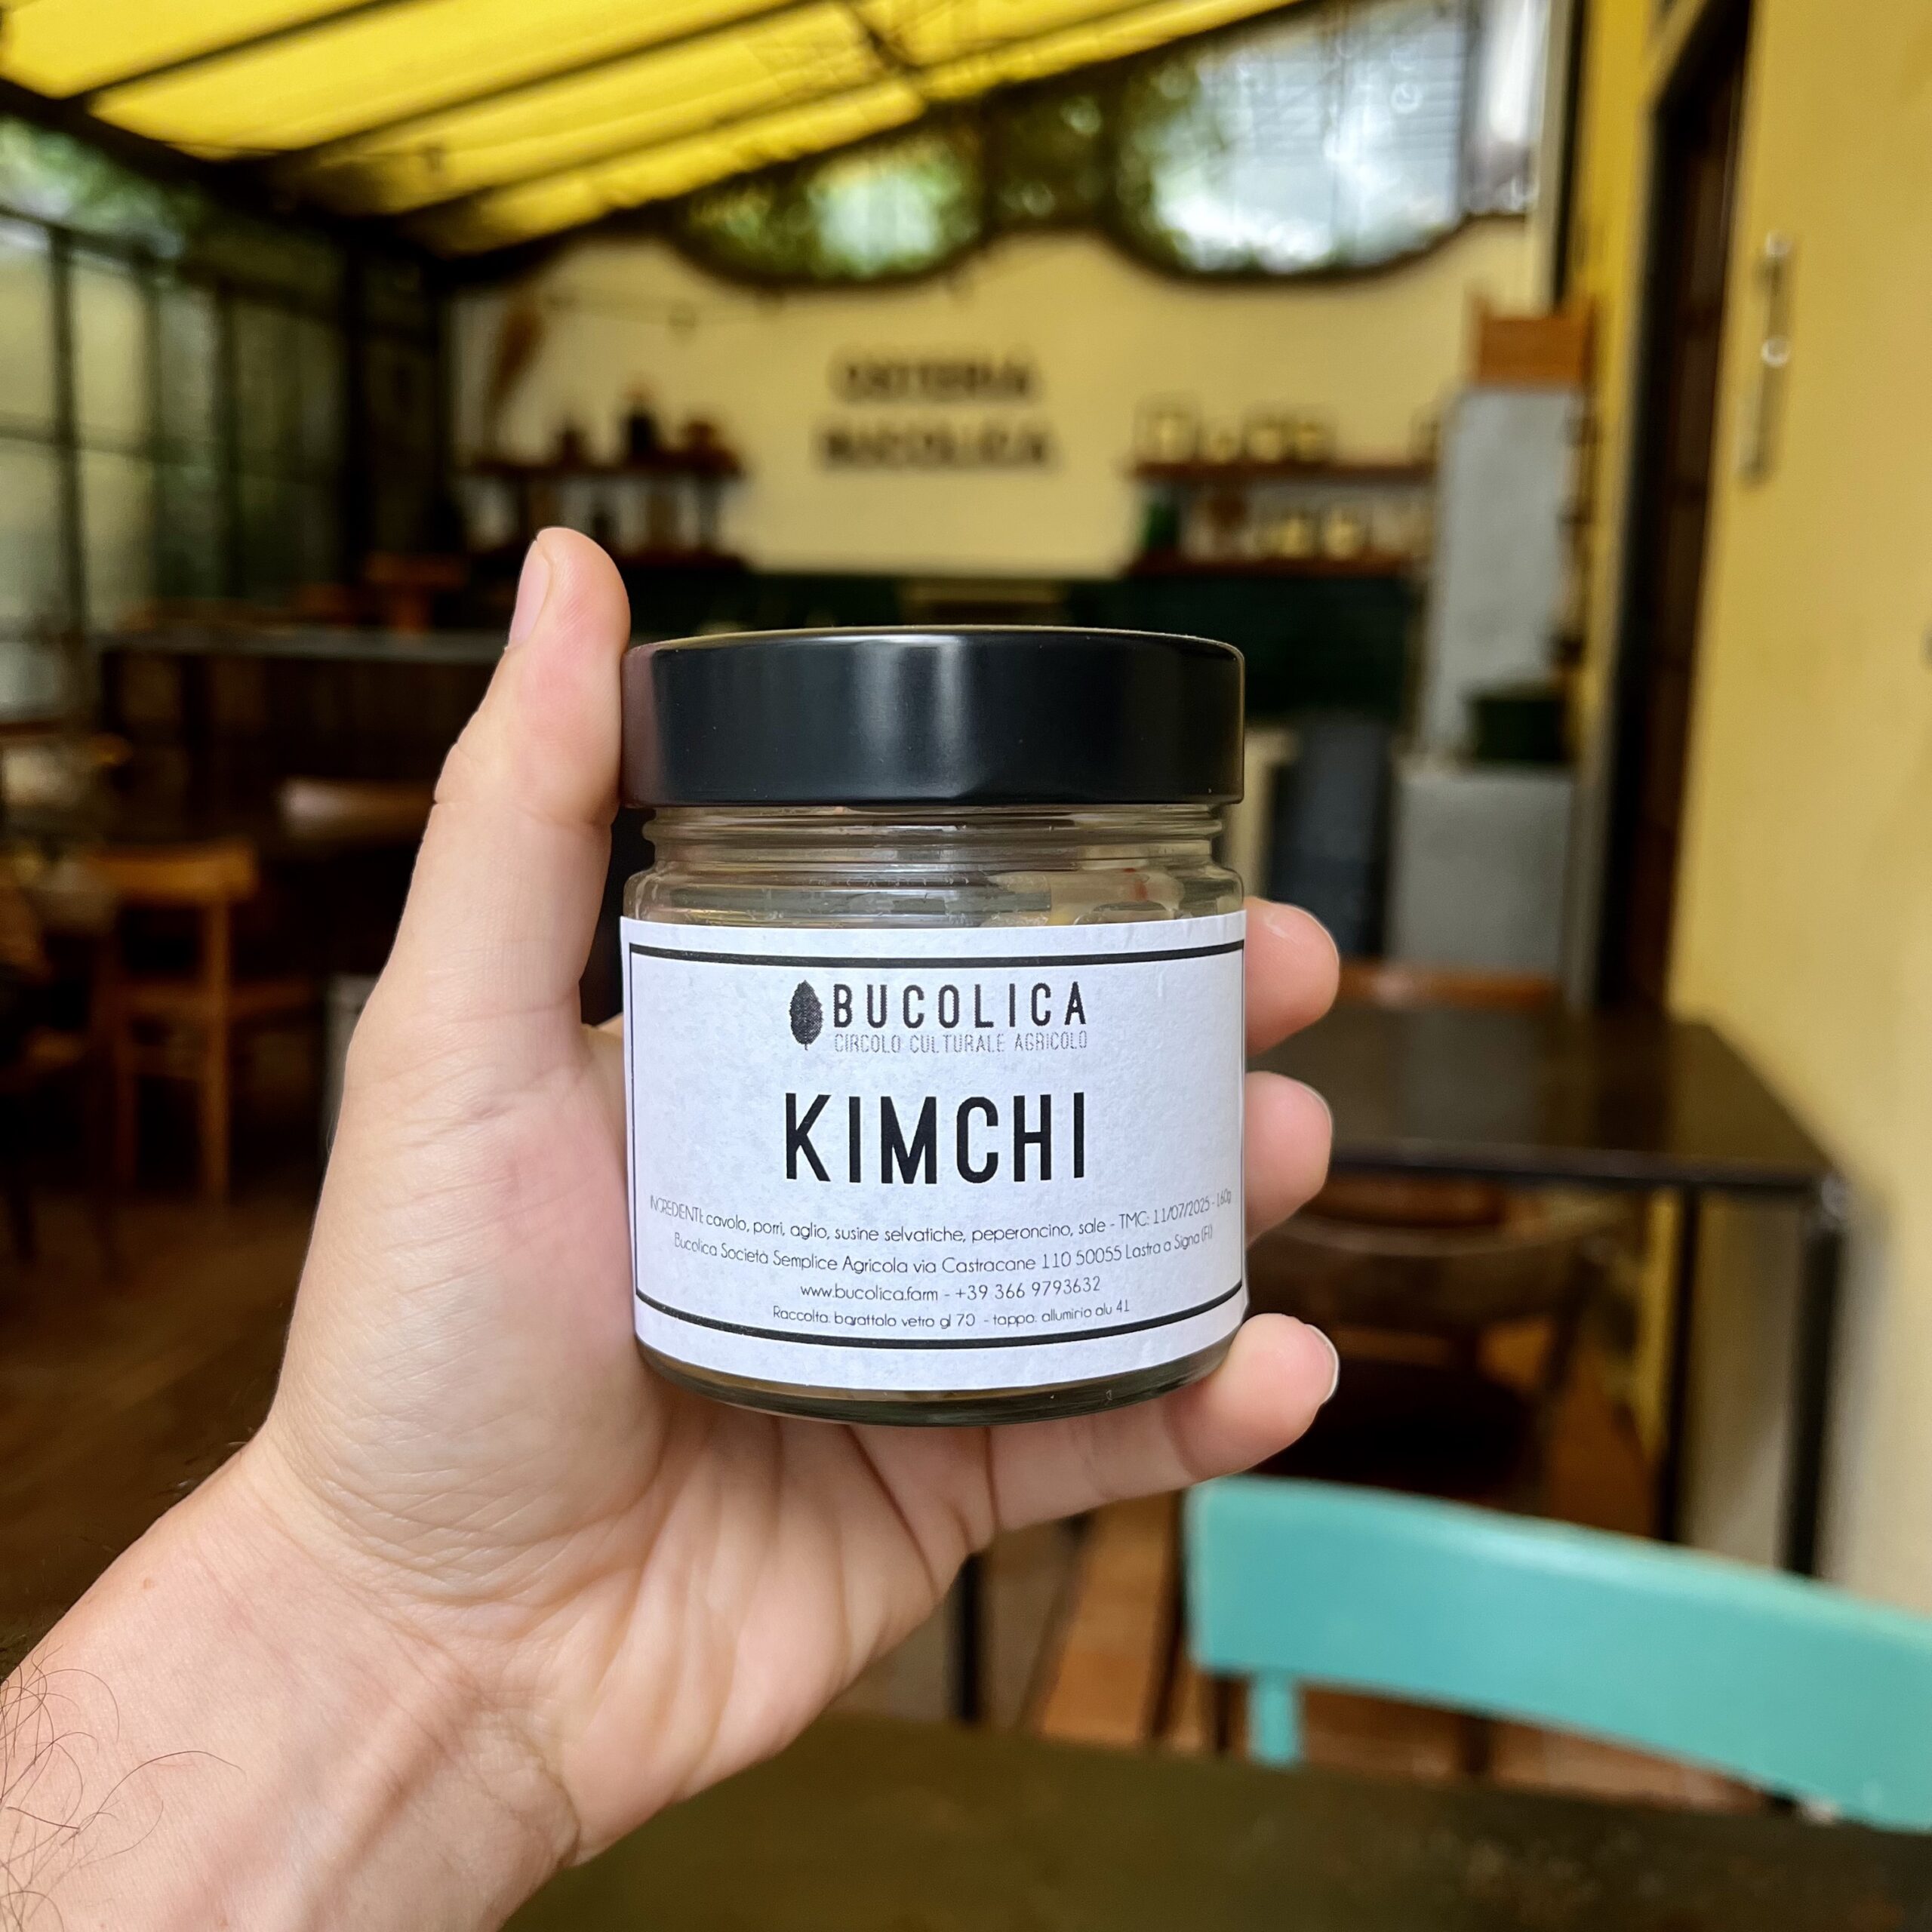 OSTERIA
BUCOLICA
BUCOLICA
CIRCOLO CULTURALE AGRICOLO
KIMCHI
INGREDIENTI: cavolo, porri, aglio, susine selvatiche, peperoncino, sale - TMC: 11/07/2025 - 160g
Bucolica Società Semplice Agricola via Castracane 110 50055 Lastra a Signa (FI)
www.bucolica.farm - +39 366 9793632
Raccolta: barattolo vetro gl 70 - tappo: alluminio alu 41